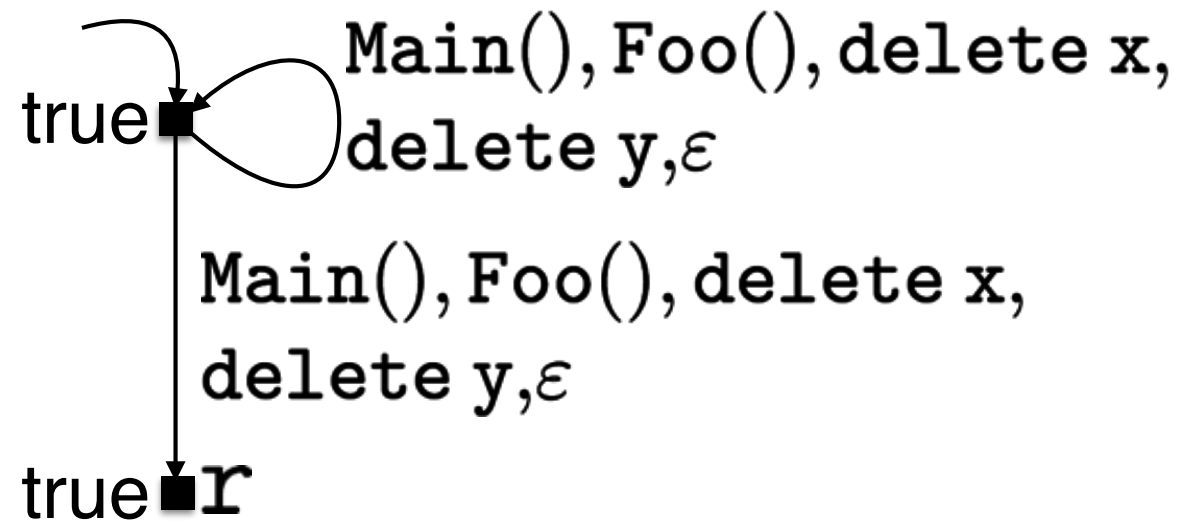 Main(), Foo(), delete x,
true
delete y,ε
Main(), Foo(), delete x,
delete y,ε
true r